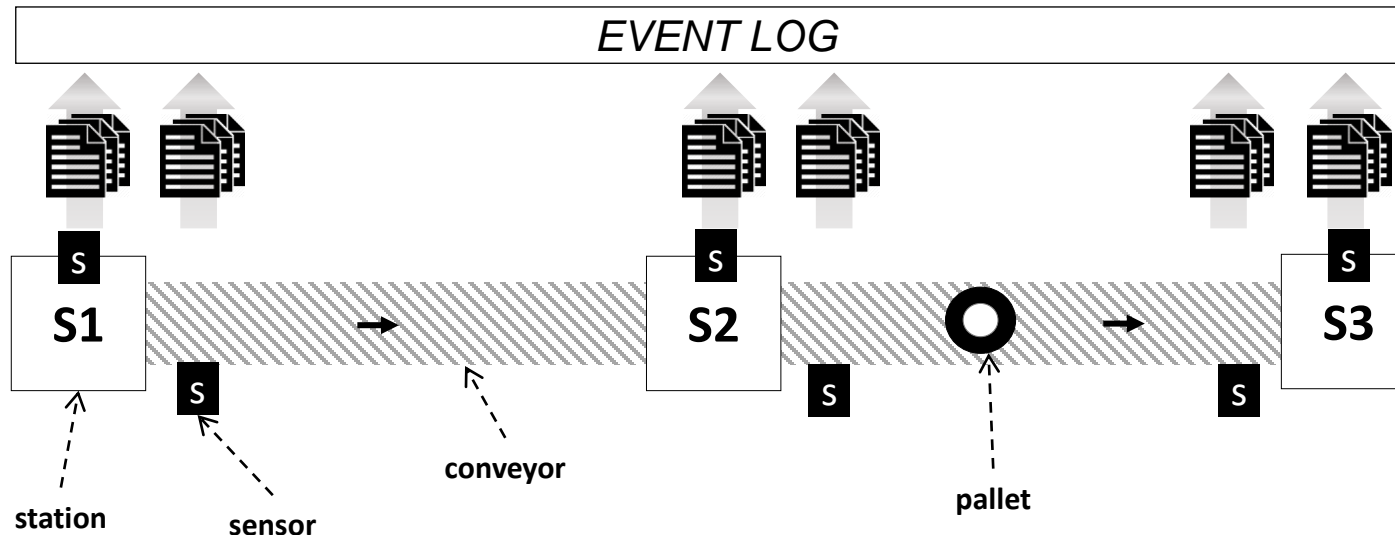 EVENT LOG
S S S
S1 S2 S3
S S S
conveyor
pallet
station
sensor